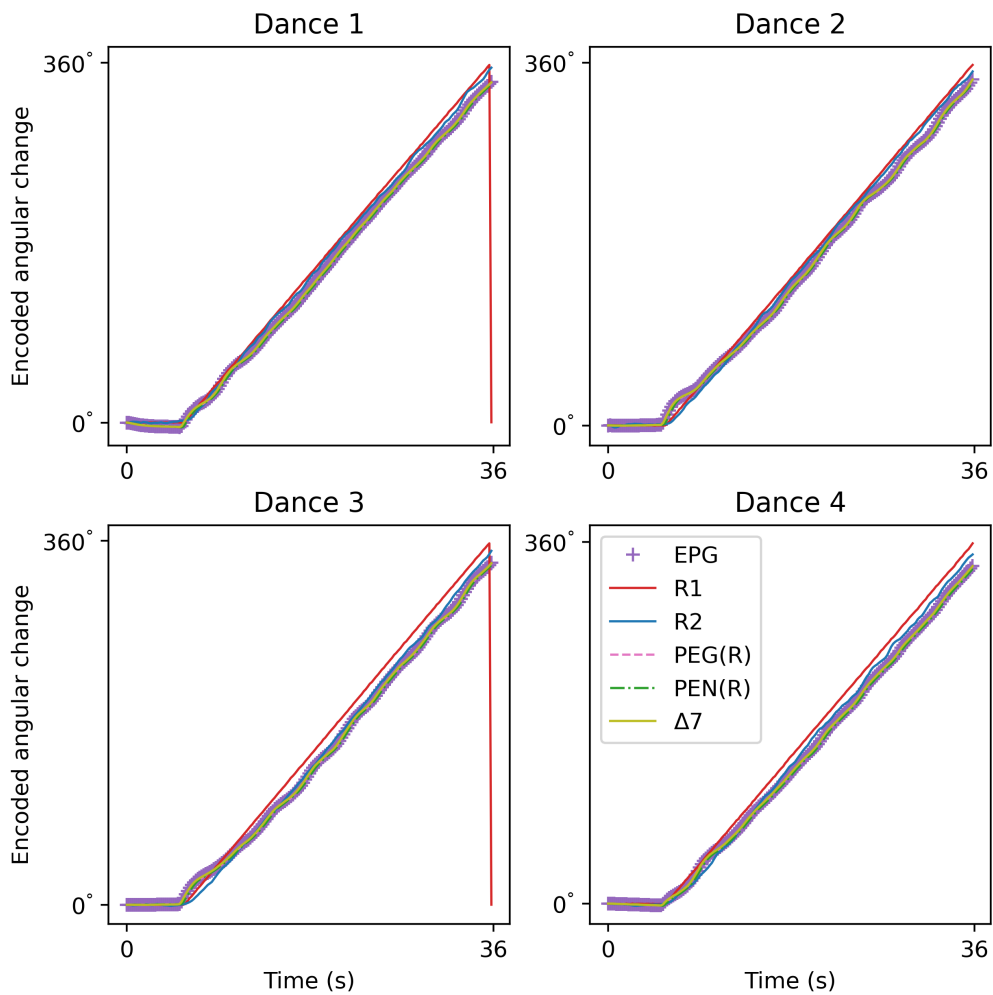 Dance 1
Dance 2
360°
360°
Encoded angular change
0°
0°
0
36
0
36
Dance 3
Dance 4
360°
360°
Encoded angular change
EPG
R1
R2
PEG(R)
PEN(R)
Δ7
0°
0°
0
36
0
36
Time (s)
Time (s)